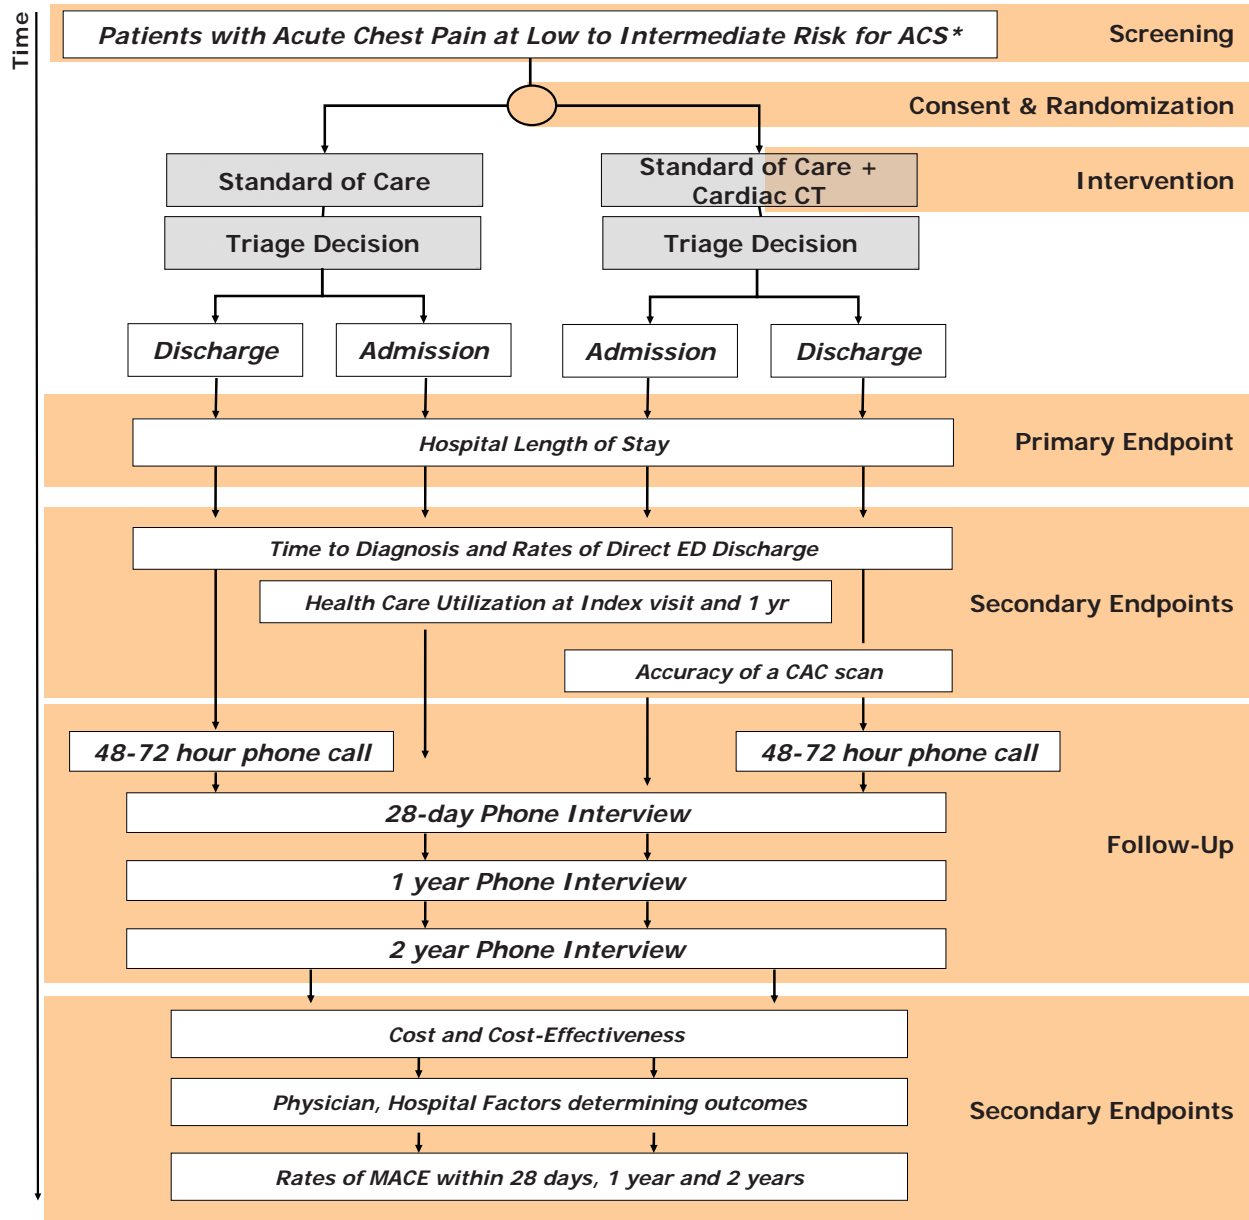 Time
Patients with Acute Chest Pain at Low to Intermediate Risk for ACS*
Screening
Consent & Randomization
Standard of Care
Standard of Care +
Cardiac CT
Intervention
Triage Decision
Triage Decision
Discharge
Admission
Admission
Discharge
Hospital Length of Stay
Primary Endpoint
Time to Diagnosis and Rates of Direct ED Discharge
Health Care Utilization at Index visit and 1 yr
Secondary Endpoints
Accuracy of a CAC scan
48-72 hour phone call
48-72 hour phone call
28-day Phone Interview
Follow-Up
1 year Phone Interview
2 year Phone Interview
Cost and Cost-Effectiveness
Physician, Hospital Factors determining outcomes
Secondary Endpoints
Rates of MACE within 28 days, 1 year and 2 years